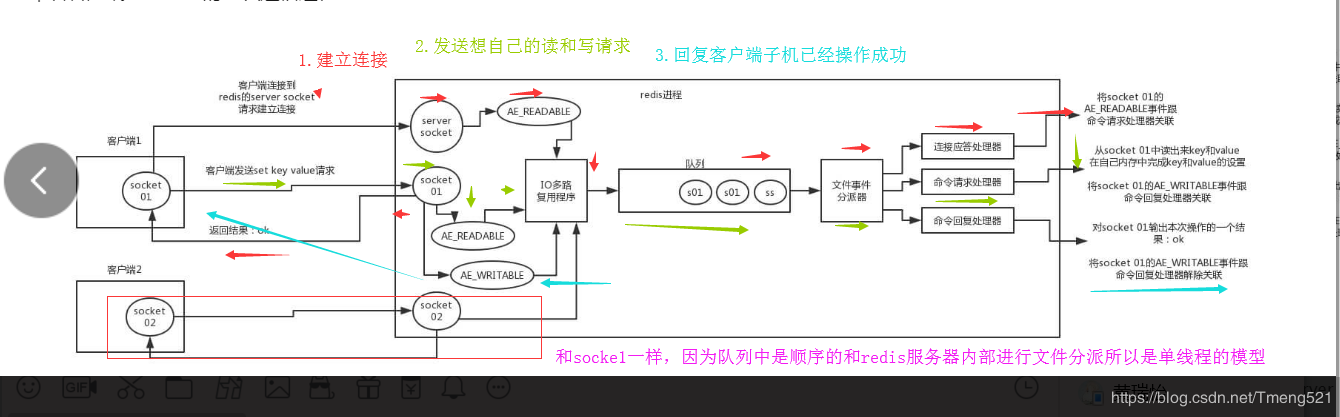 1.建立连接
2.发送想自己的读和写请求
3.回复客户端子机已经操作成功
客户端连接到
redis的server socket
请求建立连接
redis进程
server
socket
AE_READABLE
将socket 01的
AE_READABLE事件跟
命令请求处理器关联
客户端1
socket
01
客户端发送set key value请求
socket
01
IO多路
复用程序
队列
s01
s01
ss
文件事件
分派器
连接应答处理器
命令请求处理器
命令回复处理器
从socket 01中读出来key和value
在自己内存中完成key和value的设置
将socket 01的AE_WRITABLE事件跟
命令回复处理器关联
返回结果：ok
AE_READABLE
AE_WRITABLE
对socket 01输出本次操作的一个结
果：ok
将socket 01的AE_WRITABLE事件跟
命令回复处理器解除关联
客户端2
socket
02
socket
02
和socke1一样，因为队列中是顺序的和redis服务器内部进行文件分派所以是单线程的模型
GIF
https://blog.csdn.net/Tmeng521